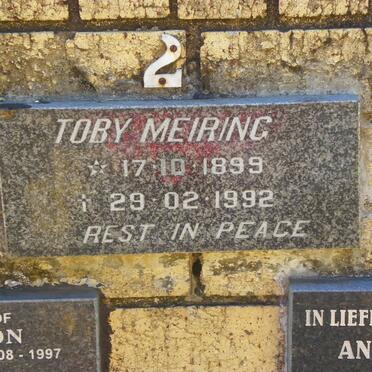 2
TOBY MEIRING
☆ 17·10·1899
† 29·02·1992
REST IN PEACE
OF
ON
08 - 1997
IN LIEF
AN